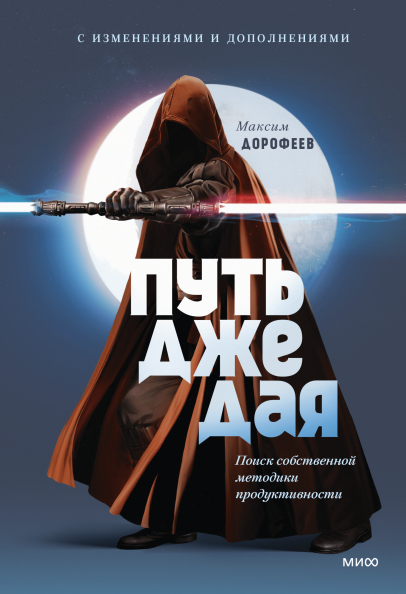 С ИЗМЕНЕНИЯМИ И ДОПОЛНЕНИЯМИ
Максим
ДОРОФЕЕВ
ПУТЬ
ДЖЕ
ДАЯ
Поиск собственной
методики
продуктивности
МИФ